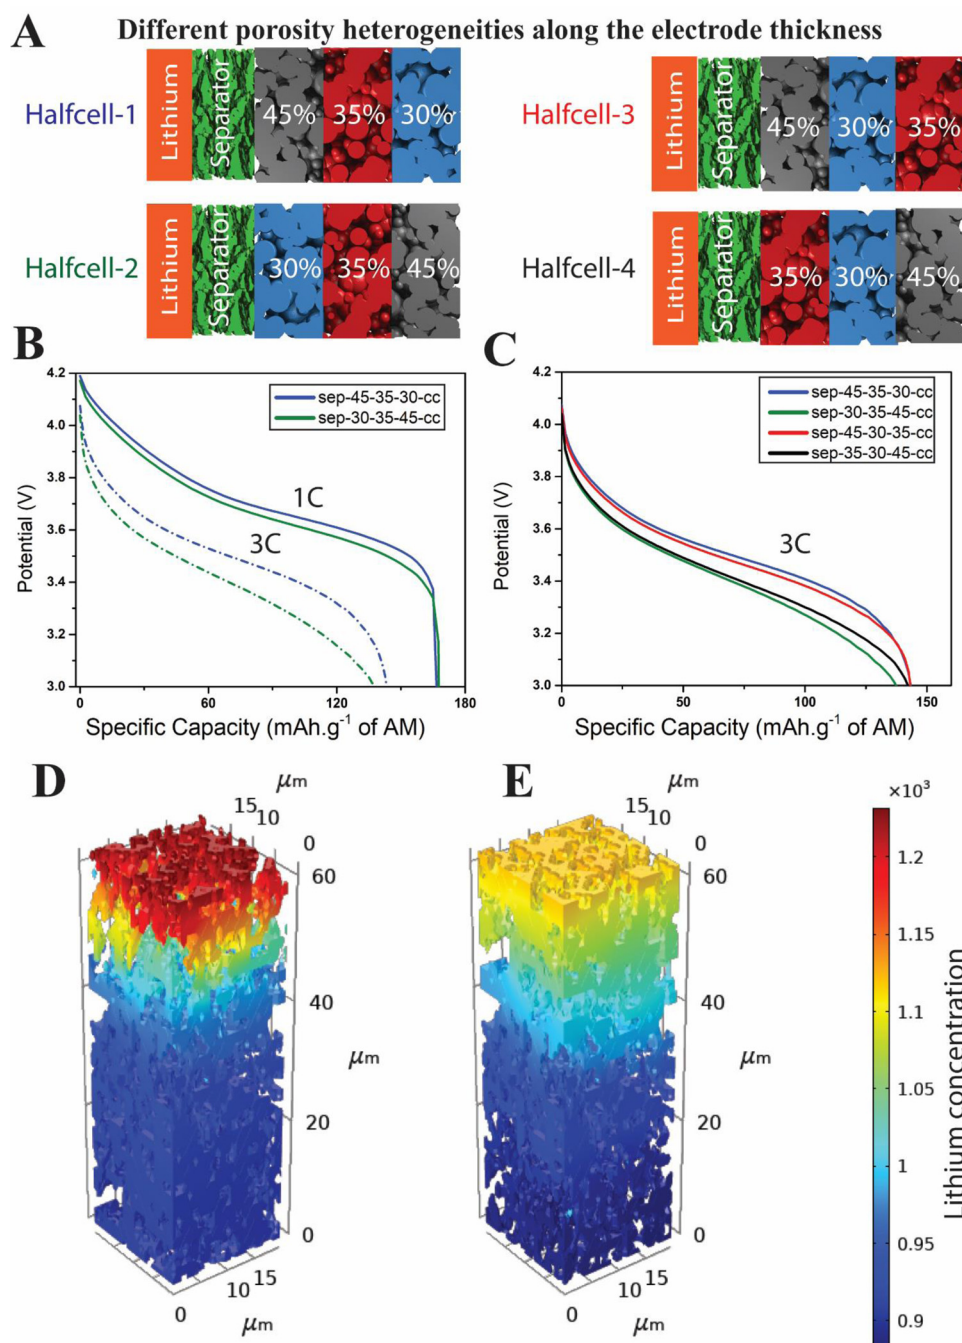 A Different porosity heterogeneities along the electrode thickness
Halfcell-1
Lithium
Separator
45%
35%
30%
Halfcell-3
Lithium
Separator
45%
30%
35%
Halfcell-2
Lithium
Separator
30%
35%
45%
Halfcell-4
Lithium
Separator
35%
30%
45%
B
4.2
4.0
3.8
3.6
3.4
3.2
3.0
Potential (V)
sep-45-35-30-cc
sep-30-35-45-cc
1C
3C
0 60 120 180
Specific Capacity (mAh.g⁻¹ of AM)
C
4.2
4.0
3.8
3.6
3.4
3.2
3.0
Potential (V)
sep-45-35-30-cc
sep-30-35-45-cc
sep-45-30-35-cc
sep-35-30-45-cc
3C
0 50 100 150
Specific Capacity (mAh.g⁻¹ of AM)
D
μm
15
10
0
60
40
μm
20
0
15
10
0
μm
E
μm
15
10
0
60
40
μm
20
0
15
10
0
μm
×10³
1.2
1.15
1.1
1.05
1
0.95
0.9
Lithium concentration